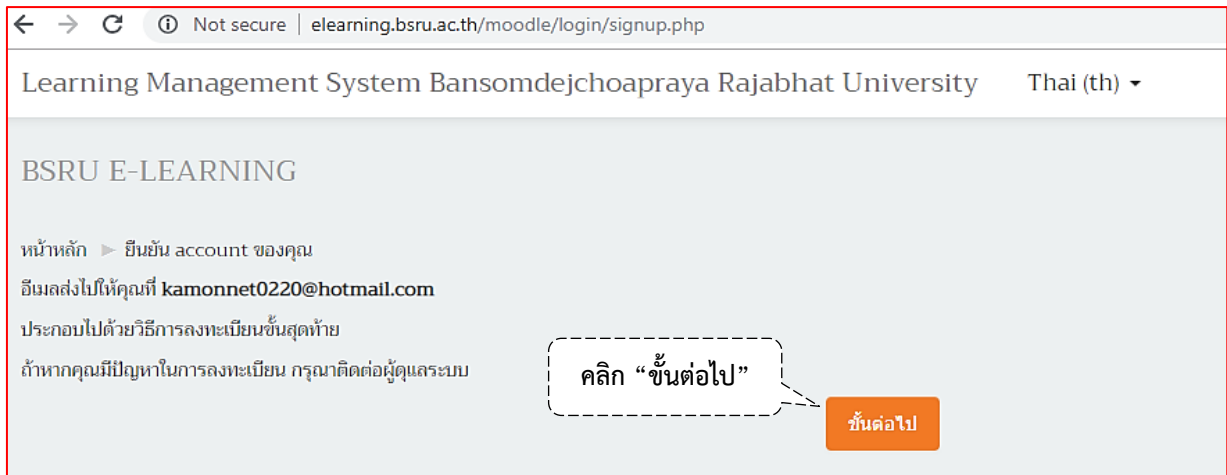 Not secure | elearning.bsru.ac.th/moodle/login/signup.php
Learning Management System Bansomdejchoapraya Rajabhat University Thai (th)
BSRU E-LEARNING
หน้าหลัก ► ยืนยัน account ของคุณ
อีเมลส่งไปให้คุณที่ kamonnet0220@hotmail.com
ประกอบไปด้วยวิธีการลงทะเบียนขั้นสุดท้าย
ถ้าหากคุณมีปัญหาในการลงทะเบียน กรุณาติดต่อผู้ดูแลระบบ
คลิก “ขั้นต่อไป”
ขั้นต่อไป